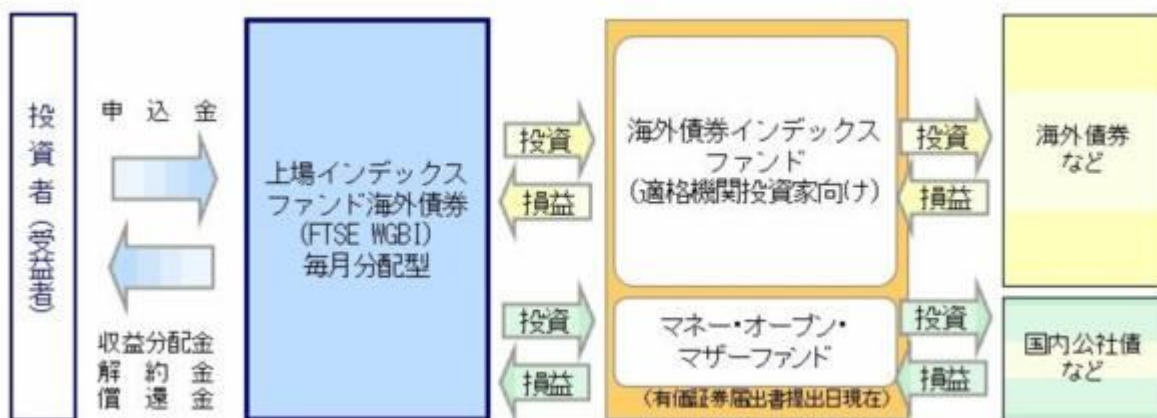 投資者(受益者)
申 込 金
収益分配金
解 約 金
償 還 金
上場インデックス
ファンド海外債券
(FTSE WGBI)
毎月分配型
投資
損益
投資
損益
海外債券インデックス
ファンド
(適格機関投資家向け)
マネー・オープン・
マザーファンド
(有価証券届出書提出日現在)
投資
損益
投資
損益
海外債券
など
国内公社債
など